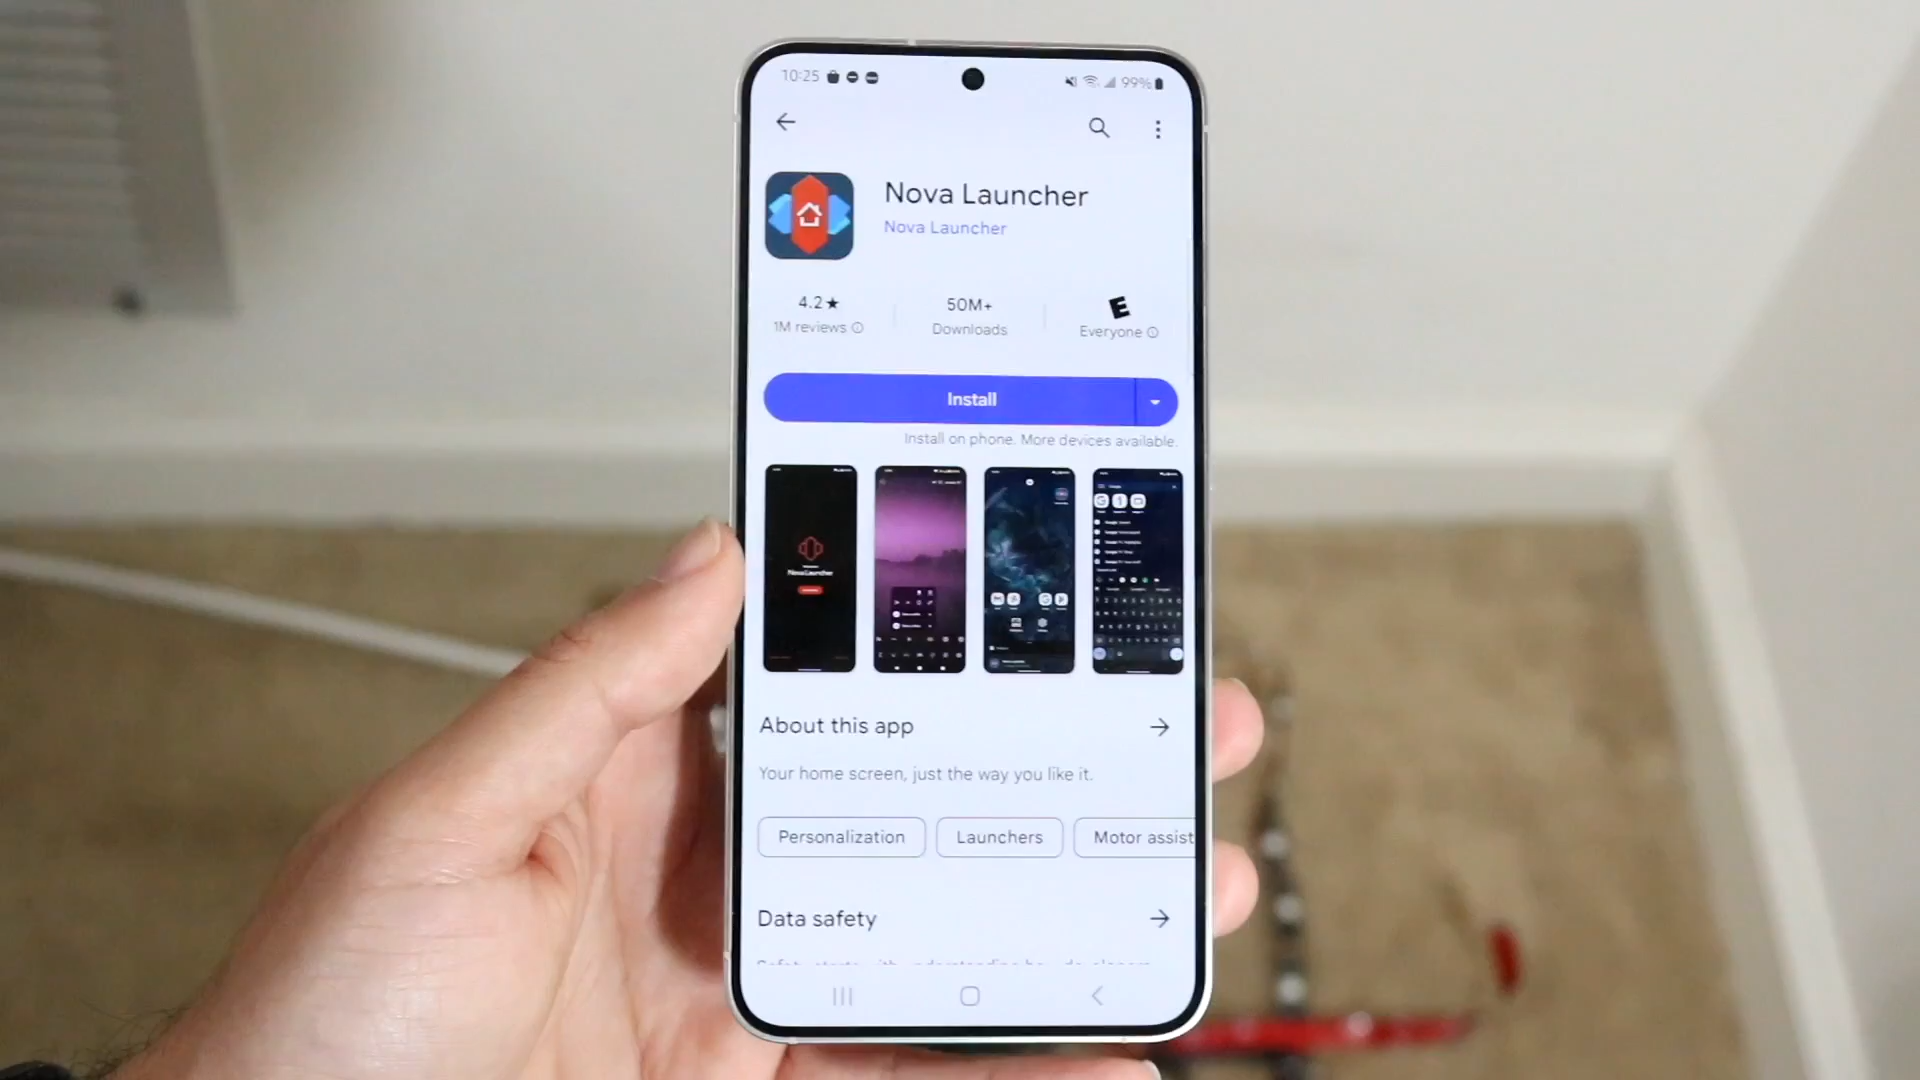 10:25
99%
Nova Launcher
Nova Launcher
4.2★
1M reviews
50M+
Downloads
E
Everyone
Install
Install on phone. More devices available.
Nova Launcher
About this app
Your home screen, just the way you like it.
Personalization
Launchers
Motor assist
Data safety